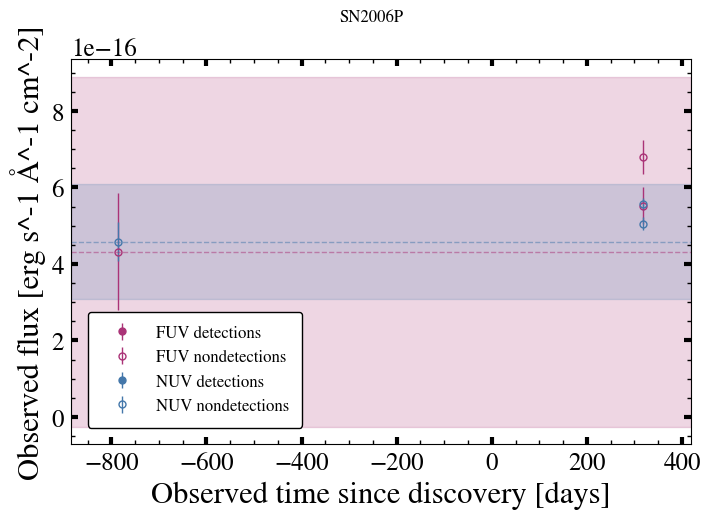 SN2006P
1e−16
8
6
4
2
0
Observed flux [erg s^-1 Å^-1 cm^-2]
FUV detections
FUV nondetections
NUV detections
NUV nondetections
−800 −600 −400 −200 0 200 400
Observed time since discovery [days]